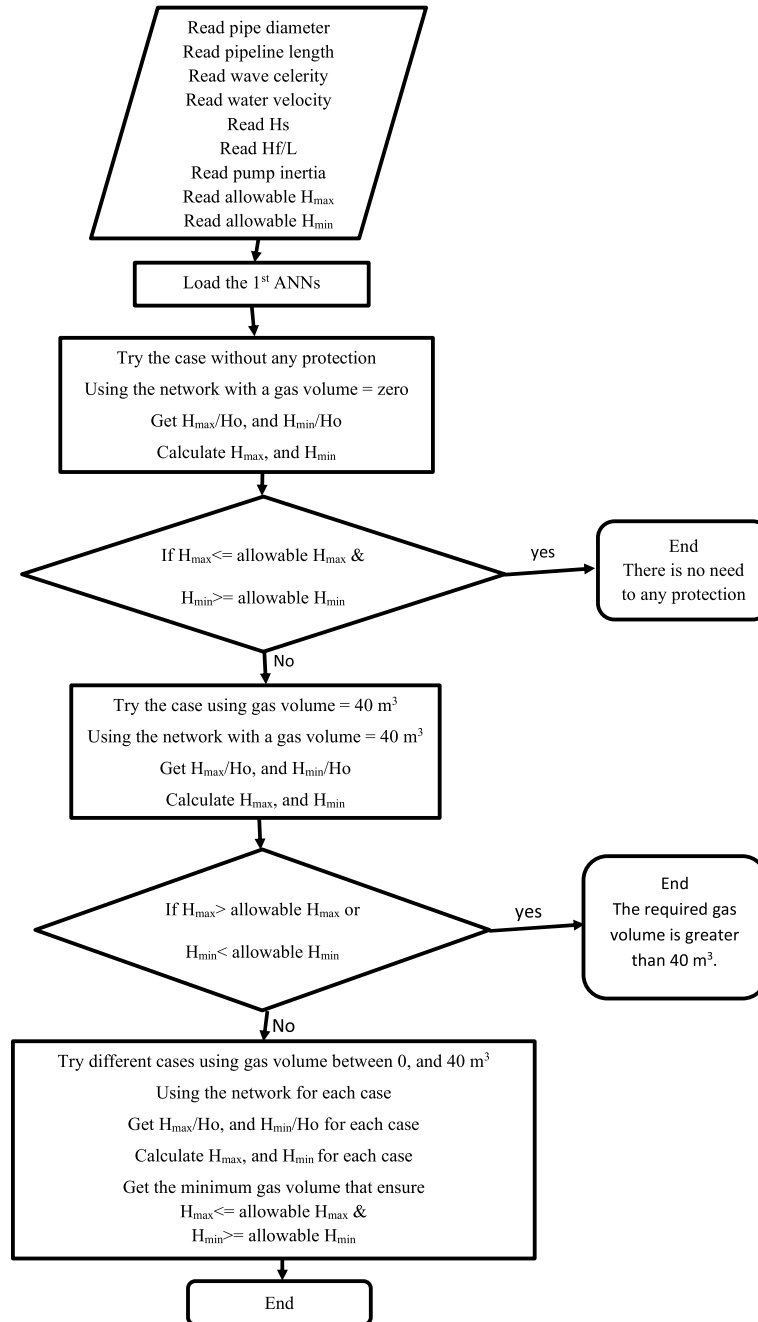 Read pipe diameter
Read pipeline length
Read wave celerity
Read water velocity
Read Hs
Read Hf/L
Read pump inertia
Read allowable Hmax
Read allowable Hmin
Load the 1st ANNs
Try the case without any protection
Using the network with a gas volume = zero
Get Hmax/Ho, and Hmin/Ho
Calculate Hmax, and Hmin
If Hmax<= allowable Hmax &
Hmin>= allowable Hmin
yes
End
There is no need
to any protection
No
Try the case using gas volume = 40 m³
Using the network with a gas volume = 40 m³
Get Hmax/Ho, and Hmin/Ho
Calculate Hmax, and Hmin
If Hmax> allowable Hmax or
Hmin< allowable Hmin
yes
End
The required gas
volume is greater
than 40 m³.
No
Try different cases using gas volume between 0, and 40 m³
Using the network for each case
Get Hmax/Ho, and Hmin/Ho for each case
Calculate Hmax, and Hmin for each case
Get the minimum gas volume that ensure
Hmax<= allowable Hmax &
Hmin>= allowable Hmin
End